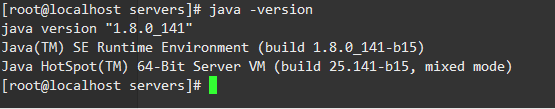 [root@localhost servers]# java -version
java version "1.8.0_141"
Java(TM) SE Runtime Environment (build 1.8.0_141-b15)
Java HotSpot(TM) 64-Bit Server VM (build 25.141-b15, mixed mode)
[root@localhost servers]#